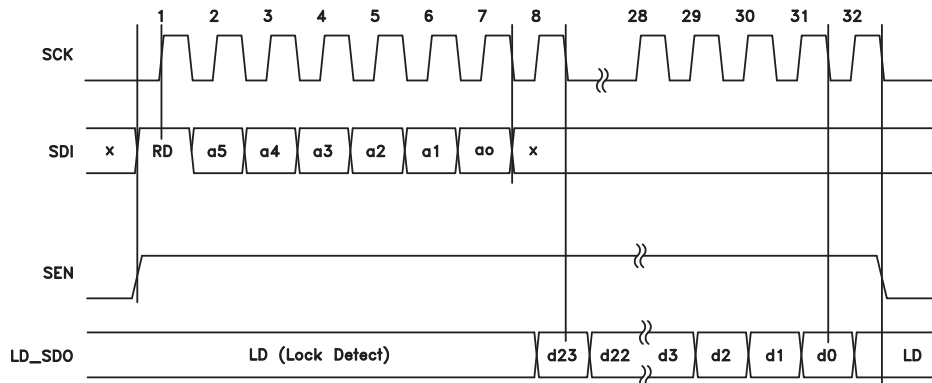 1 2 3 4 5 6 7 8 28 29 30 31 32
SCK
SDI x RD a5 a4 a3 a2 a1 ao x
SEN
LD_SDO LD (Lock Detect) d23 d22 d3 d2 d1 d0 LD